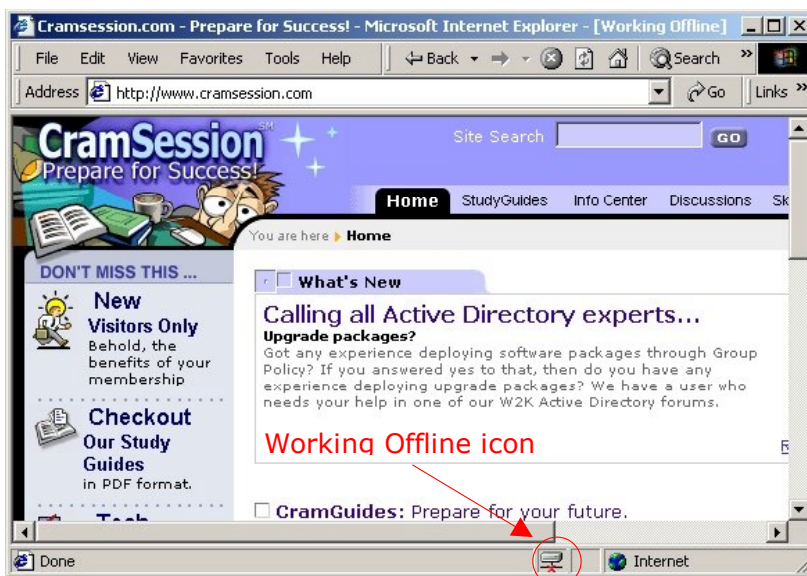 Cramsession.com - Prepare for Success! - Microsoft Internet Explorer - [Working Offline]
File Edit View Favorites Tools Help Back Search »
Address http://www.cramsession.com Go Links »
CramSession SM
Prepare for Success!
Site Search GO
Home StudyGuides Info Center Discussions Sk
You are here Home
DON'T MISS THIS ...
New
Visitors Only
Behold, the
benefits of your
membership
Checkout
Our Study
Guides
in PDF format.
Tech
What's New
Calling all Active Directory experts...
Upgrade packages?
Got any experience deploying software packages through Group
Policy? If you answered yes to that, then do you have any
experience deploying upgrade packages? We have a user who
needs your help in one of our W2K Active Directory forums.
Working Offline icon
CramGuides: Prepare for your future.
Done Internet